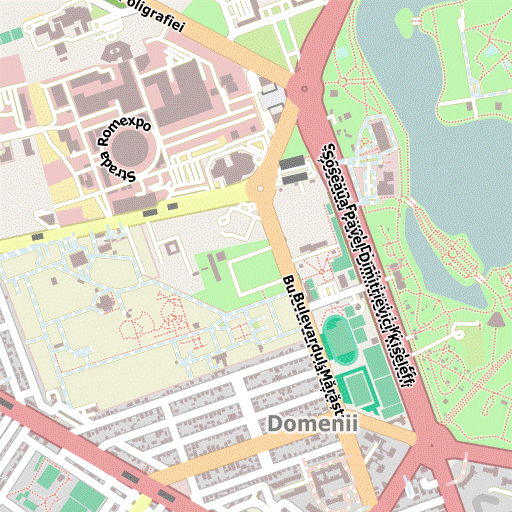 Poligrafiei
Strada Romexpo
Șoseaua Pavel Dimitrievici Kiseleff
Bulevardul Mărăști
Domenii